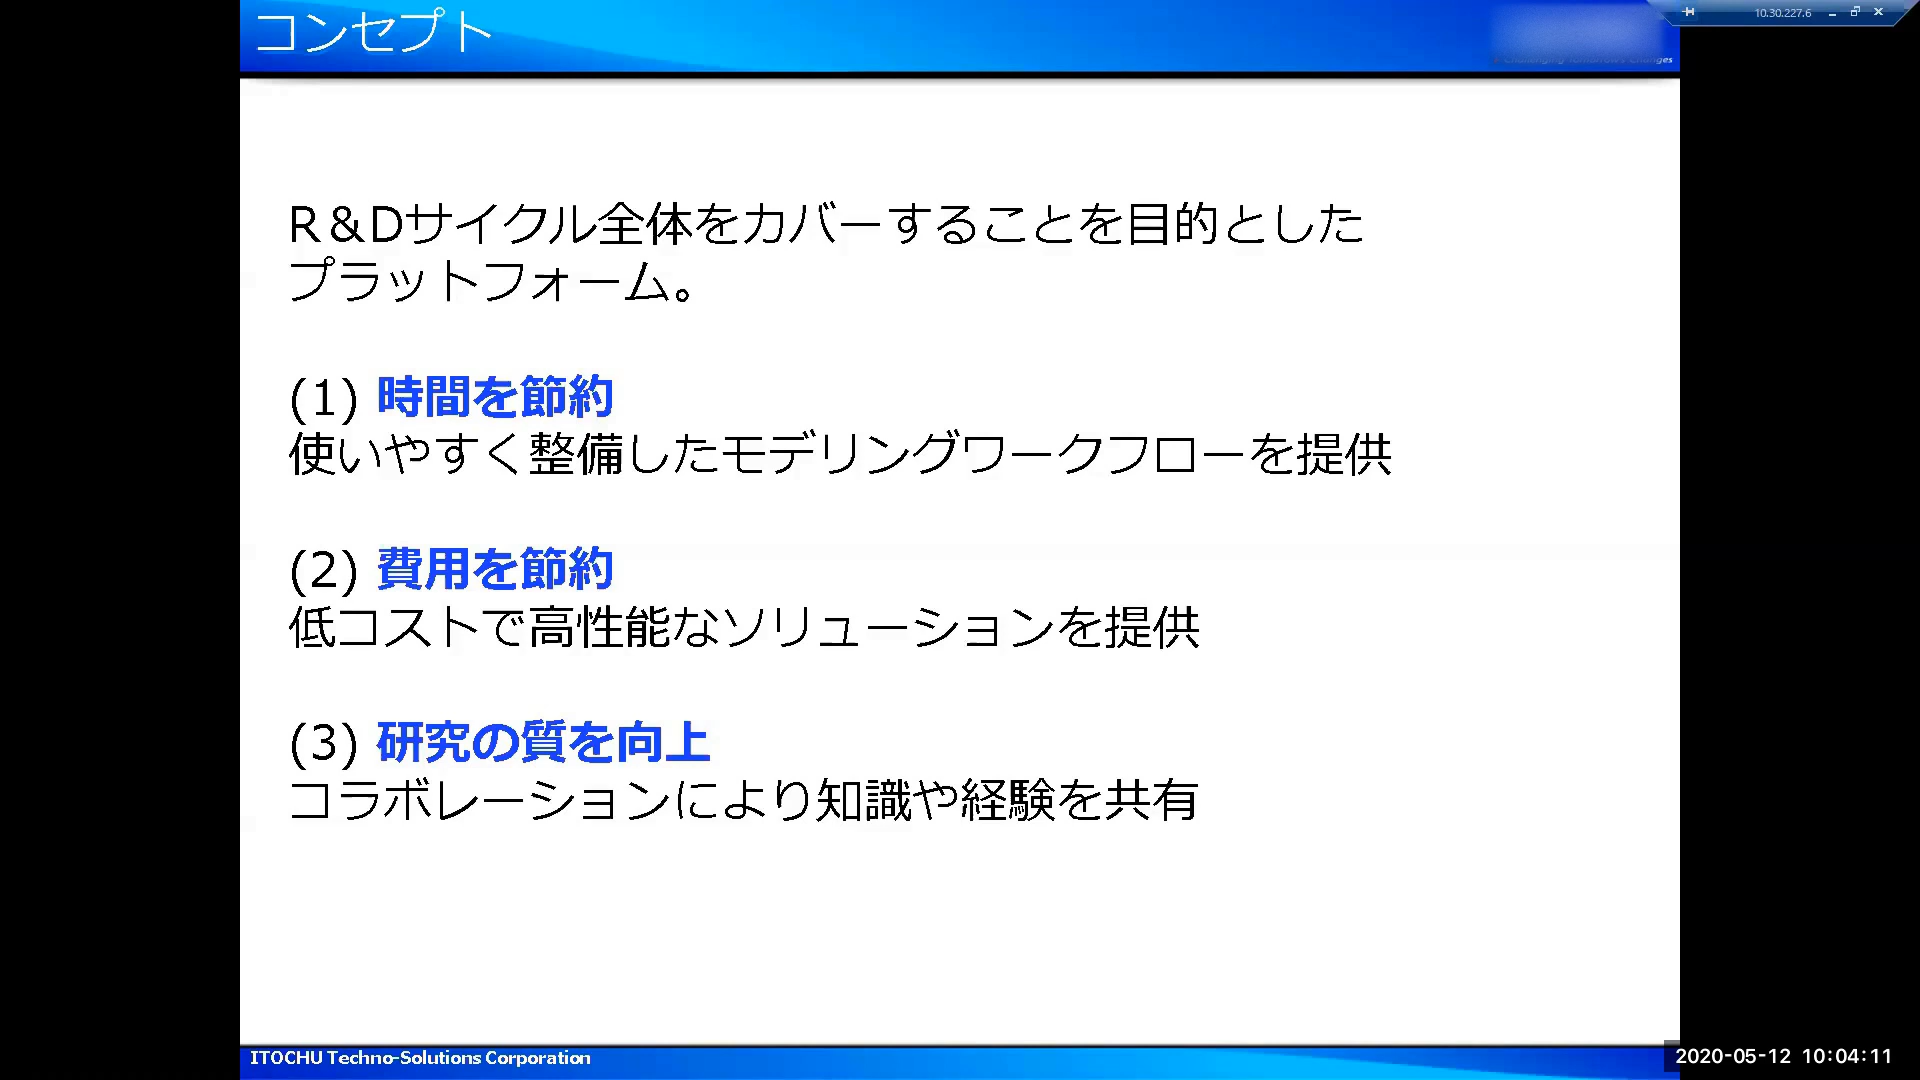 コンセプト
10.30.227.6
Challenging Tomorrow's Changes
R&Dサイクル全体をカバーすることを目的とした
プラットフォーム。
(1) 時間を節約
使いやすく整備したモデリングワークフローを提供
(2) 費用を節約
低コストで高性能なソリューションを提供
(3) 研究の質を向上
コラボレーションにより知識や経験を共有
ITOCHU Techno-Solutions Corporation
2020-05-12 10:04:11